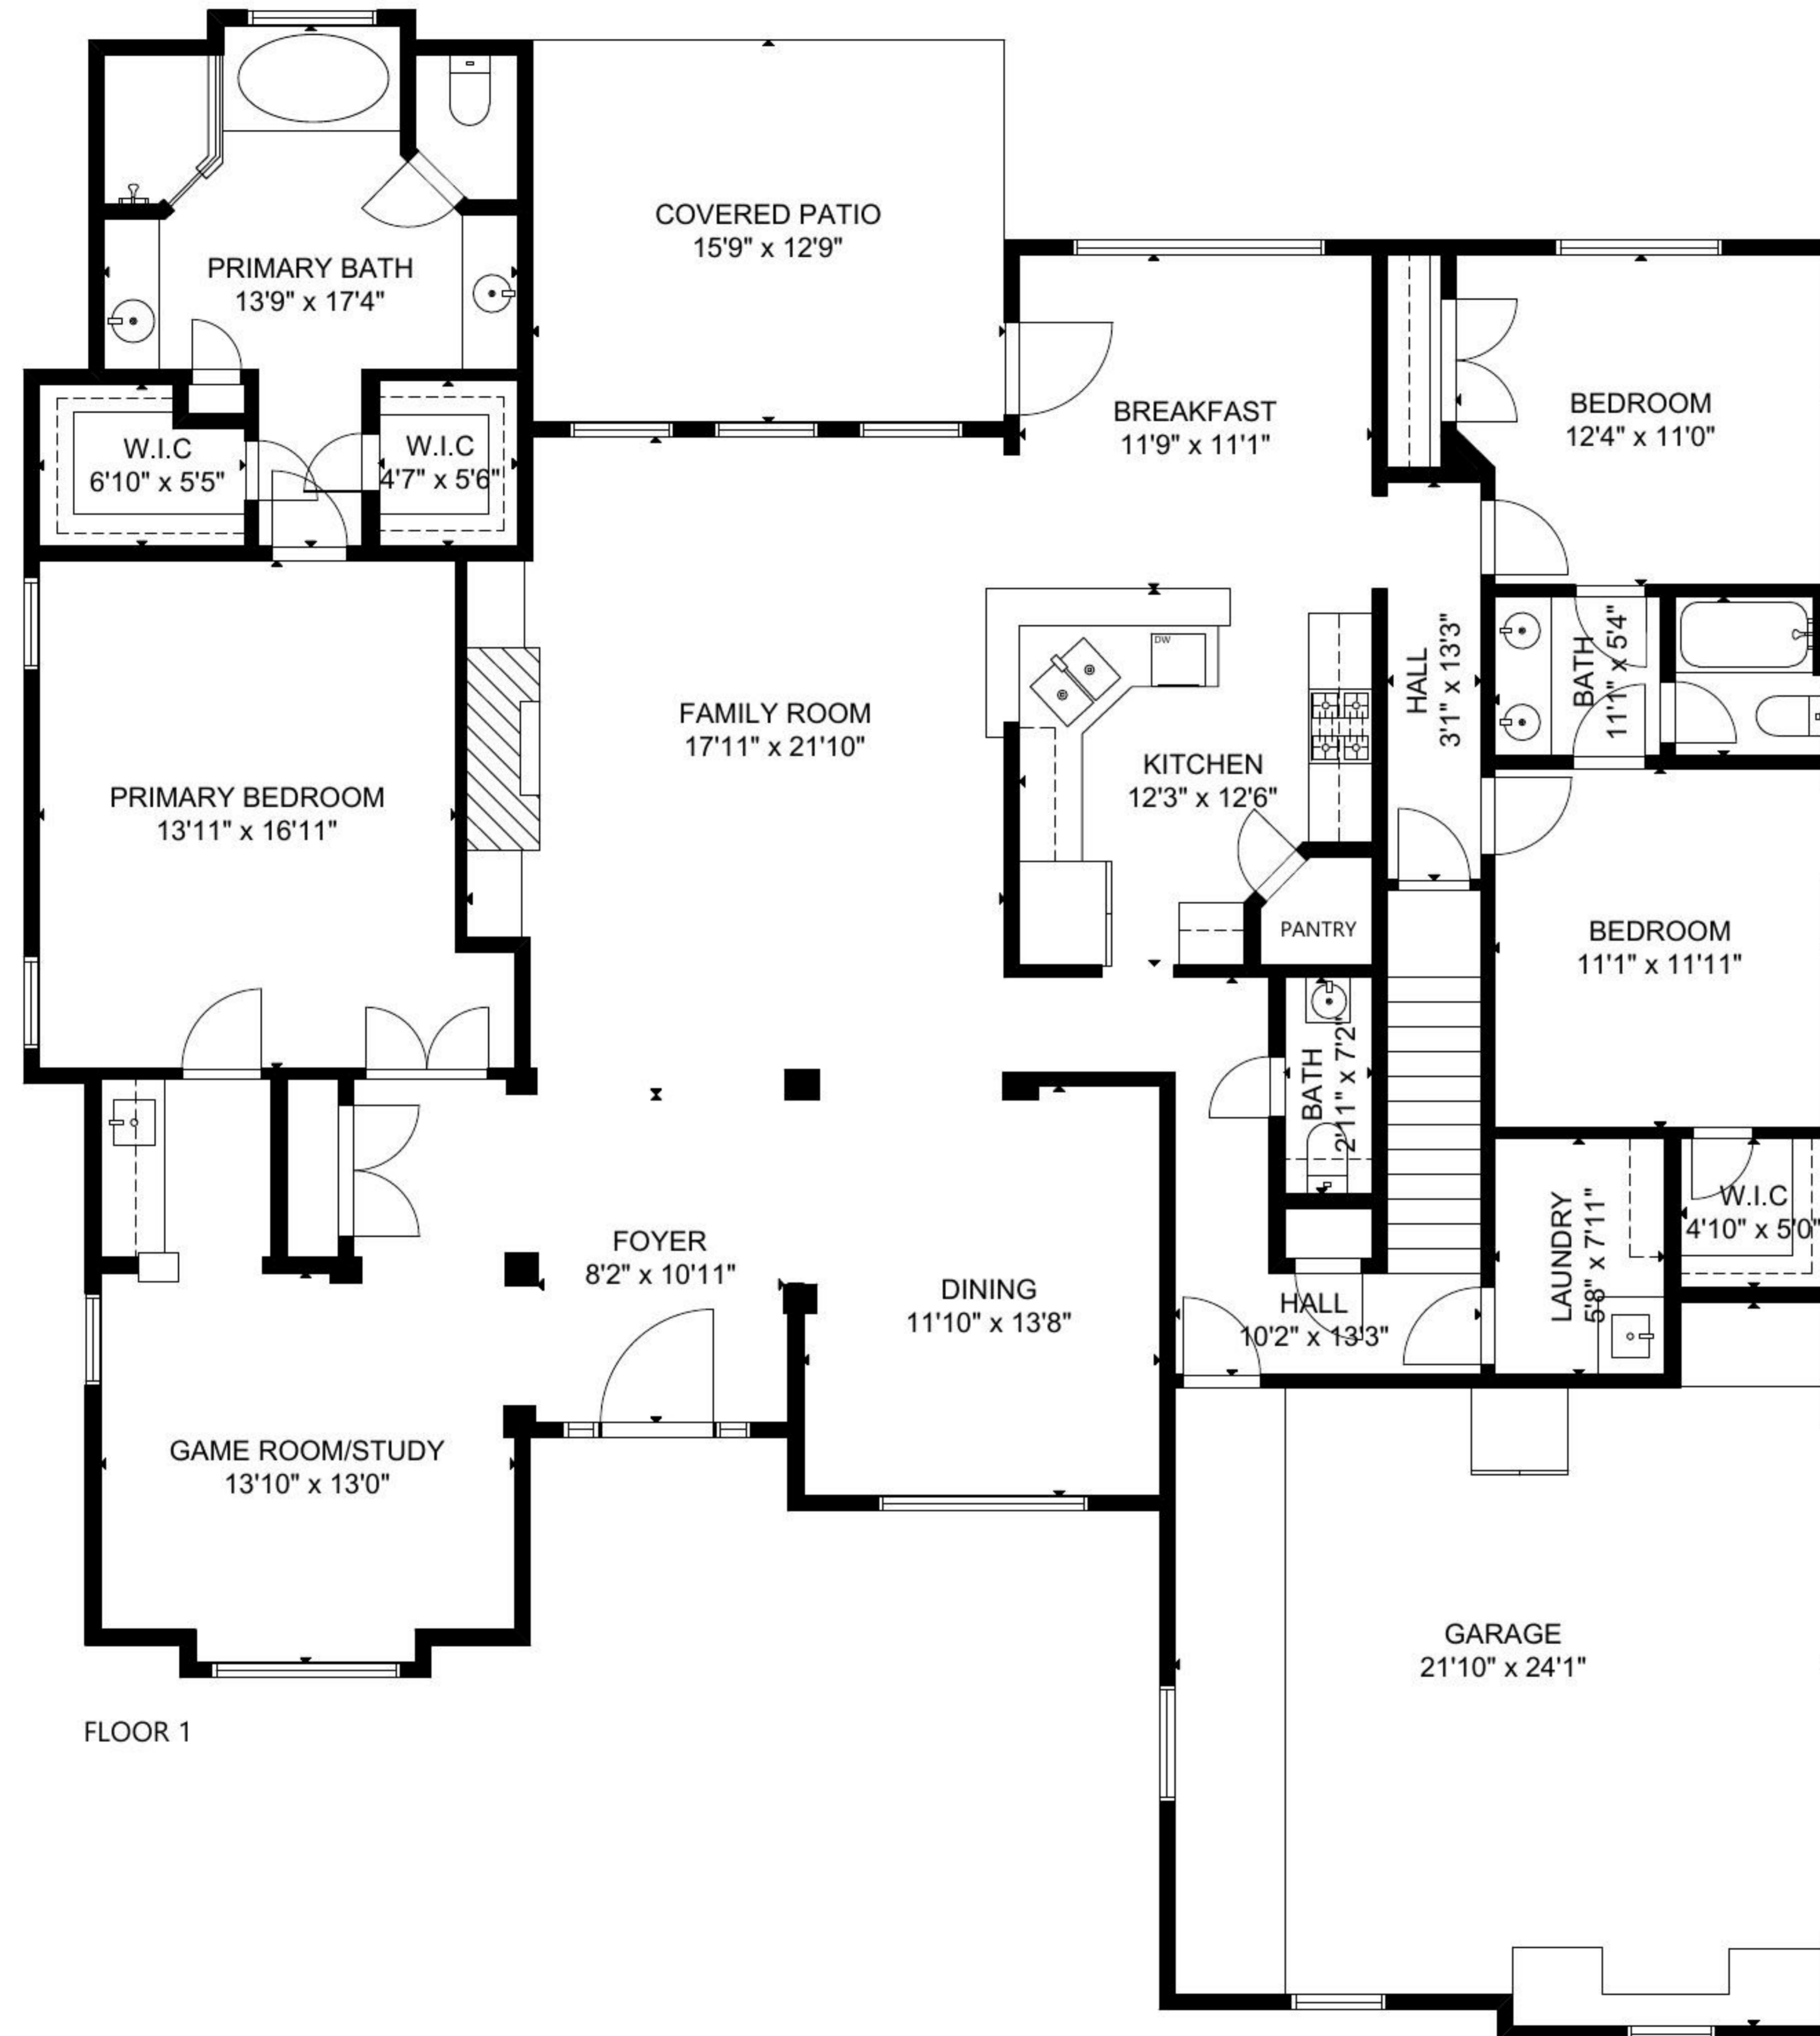 COVERED PATIO
15'9" x 12'9"
PRIMARY BATH
13'9" x 17'4"
BREAKFAST
11'9" x 11'1"
BEDROOM
12'4" x 11'0"
W.I.C
6'10" x 5'5"
W.I.C
4'7" x 5'6"
DW
HALL
3'1" x 13'3"
BATH
11'1" x 5'4"
FAMILY ROOM
17'11" x 21'10"
KITCHEN
12'3" x 12'6"
PRIMARY BEDROOM
13'11" x 16'11"
PANTRY
BEDROOM
11'1" x 11'11"
BATH
2'11" x 7'2"
W.I.C
4'10" x 5'0"
LAUNDRY
5'8" x 7'11"
FOYER
8'2" x 10'11"
DINING
11'10" x 13'8"
HALL
10'2" x 13'3"
GAME ROOM/STUDY
13'10" x 13'0"
GARAGE
21'10" x 24'1"
FLOOR 1